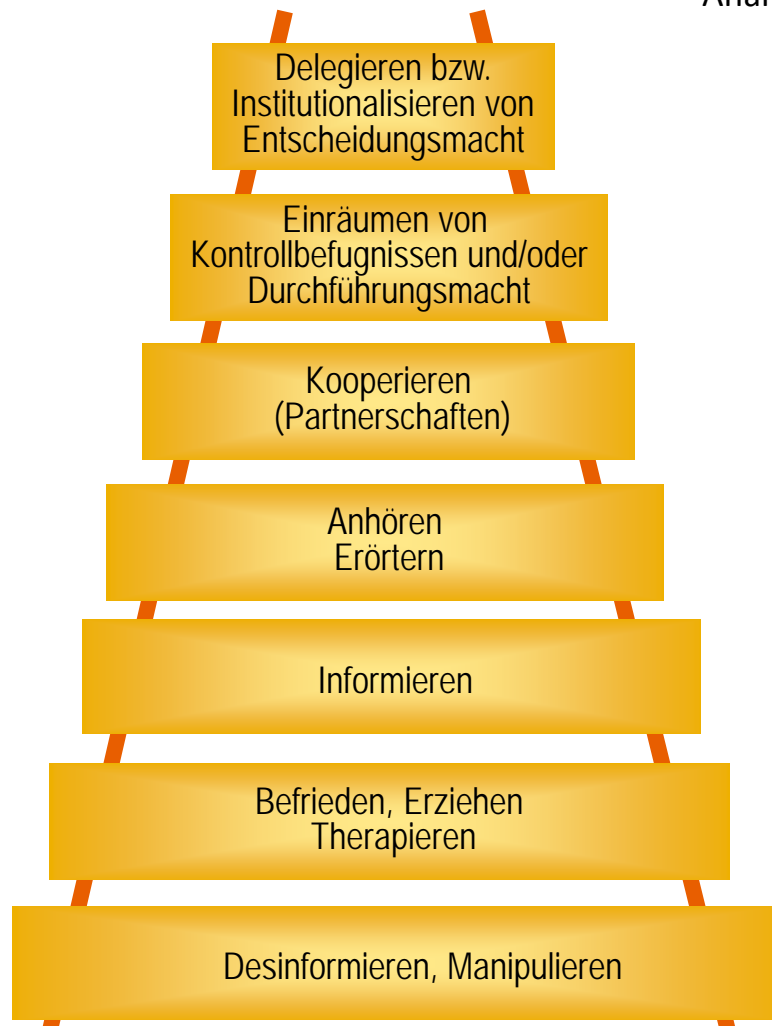 Delegieren bzw.
Institutionalisieren von
Entscheidungsmacht
Einräumen von
Kontrollbefugnissen und/oder
Durchführungsmacht
Kooperieren
(Partnerschaften)
Anhören
Erörtern
Informieren
Befrieden, Erziehen
Therapieren
Desinformieren, Manipulieren